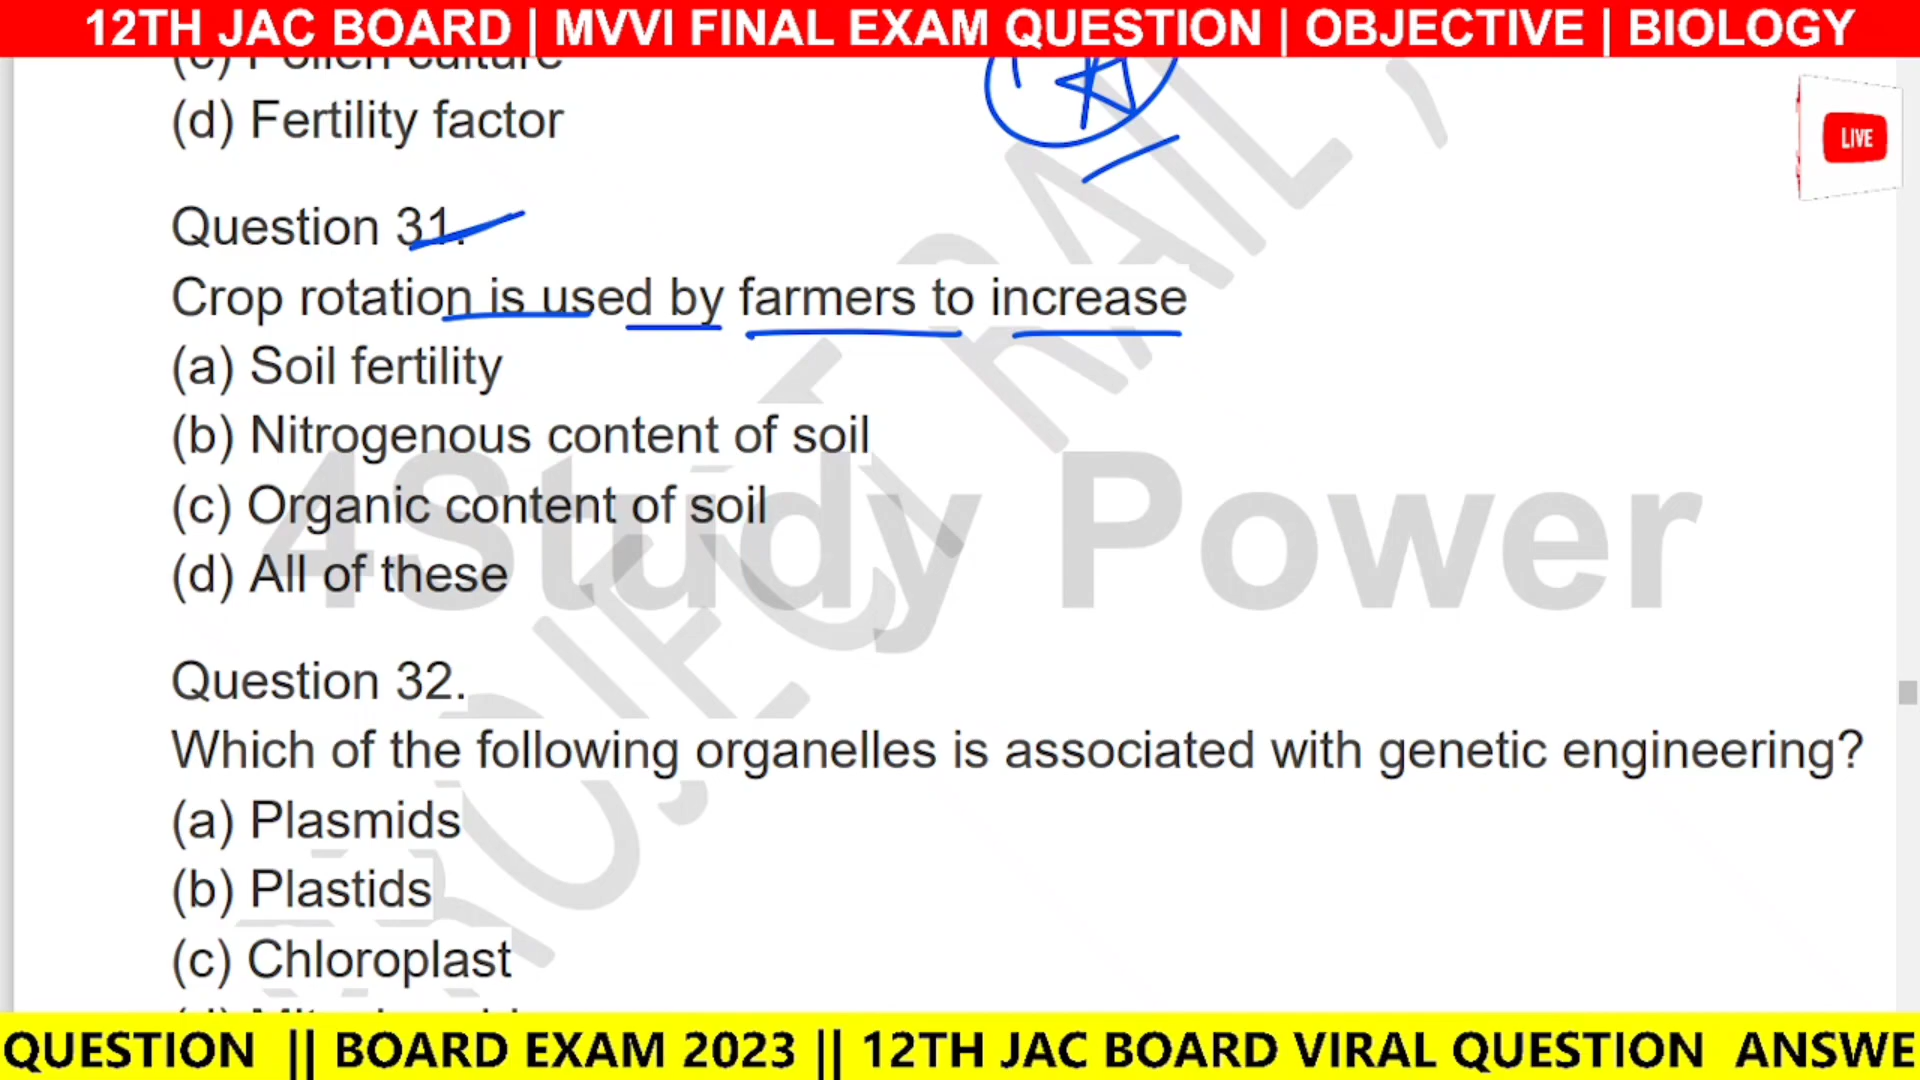 12TH JAC BOARD | MVVI FINAL EXAM QUESTION | OBJECTIVE | BIOLOGY
(c) Pollen culture
(d) Fertility factor
LIVE
Question 31.
Crop rotation is used by farmers to increase
(a) Soil fertility
(b) Nitrogenous content of soil
(c) Organic content of soil
(d) All of these
4Study Power
Question 32.
Which of the following organelles is associated with genetic engineering?
(a) Plasmids
(b) Plastids
(c) Chloroplast
QUESTION || BOARD EXAM 2023 || 12TH JAC BOARD VIRAL QUESTION ANSWE